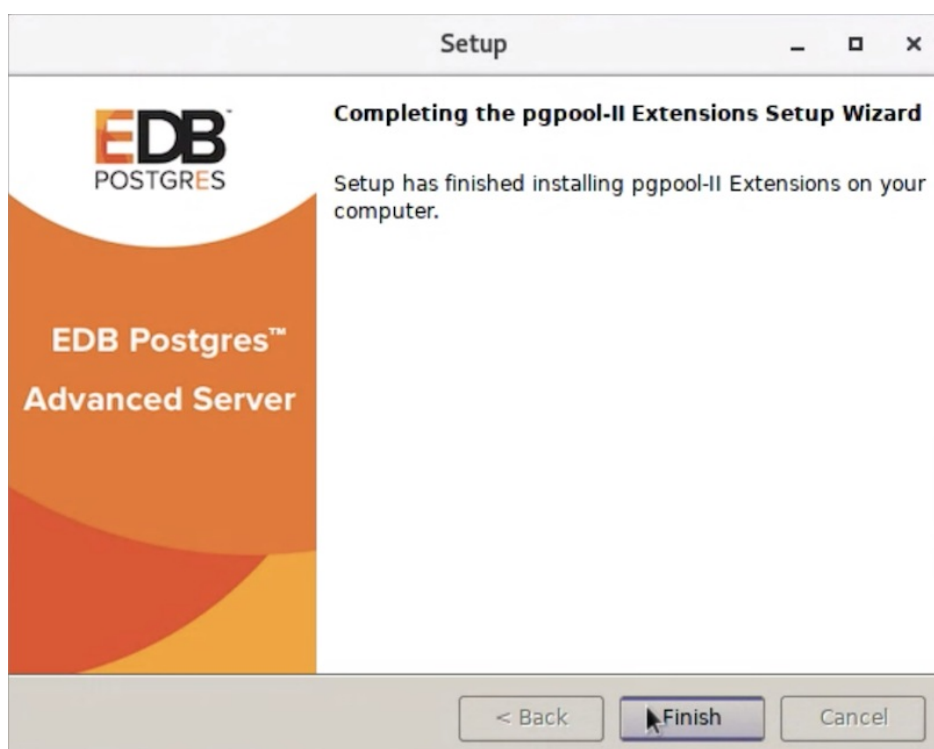 Setup
EDB™
POSTGRES
EDB Postgres™
Advanced Server
Completing the pgpool-II Extensions Setup Wizard
Setup has finished installing pgpool-II Extensions on your
computer.
< Back
Finish
Cancel